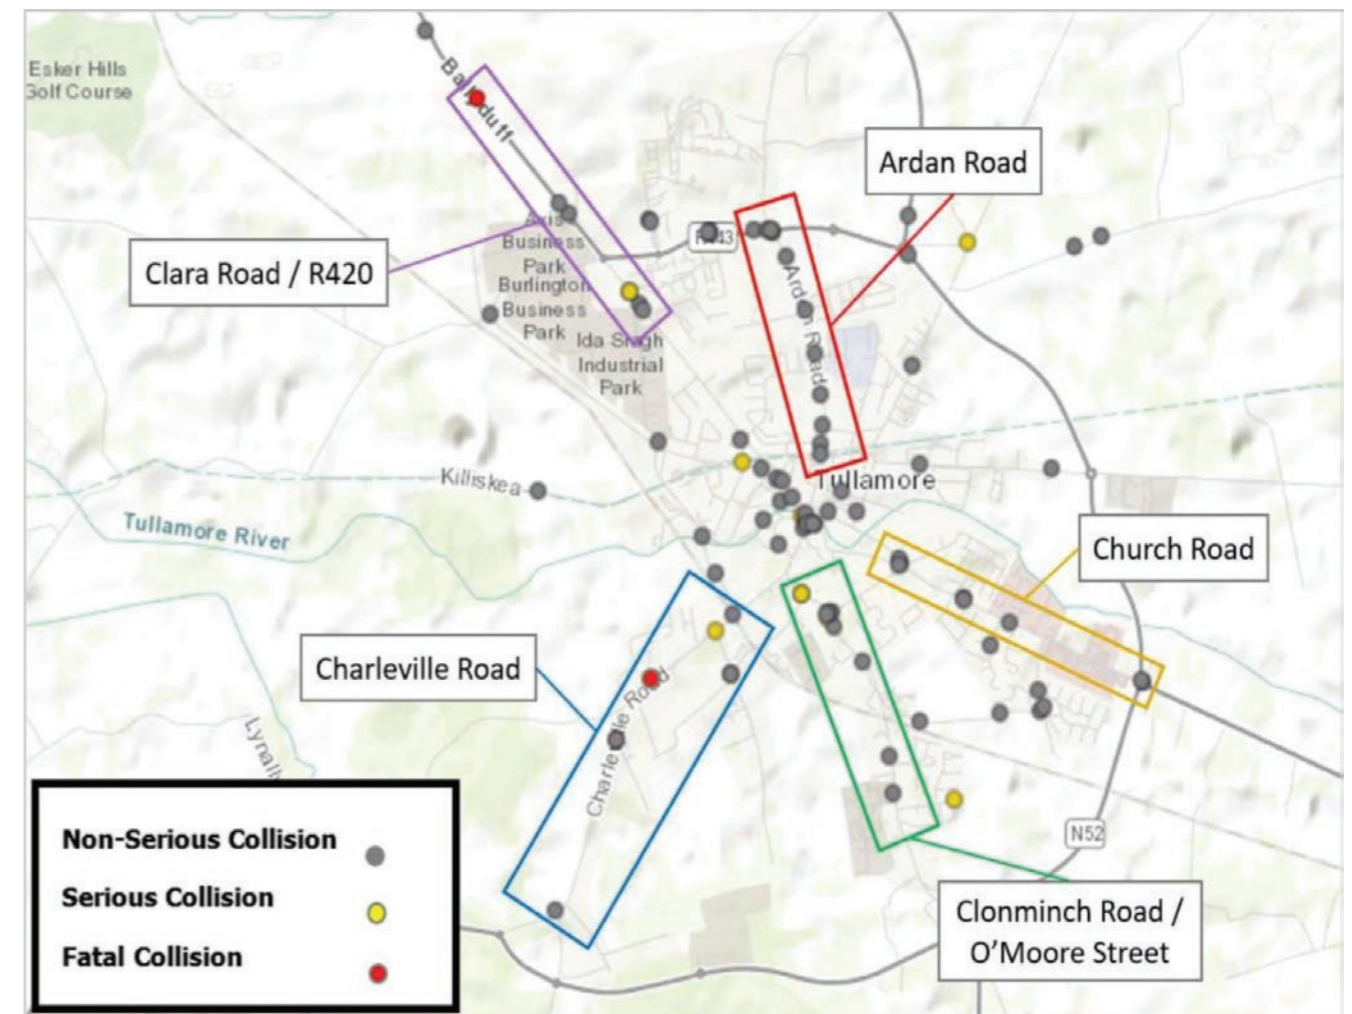 Esker Hills
Golf Course
Ballyduff
Ardan Road
Clara Road / R420
Axis
Business
Park
Burlington
Business
Park
Ida Sragh
Industrial
Park
Ardan Road
Killiskea
Tullamore
Tullamore River
Church Road
Charleville Road
Charleville Road
N52
Non-Serious Collision
Serious Collision
Fatal Collision
Clonminch Road /
O'Moore Street